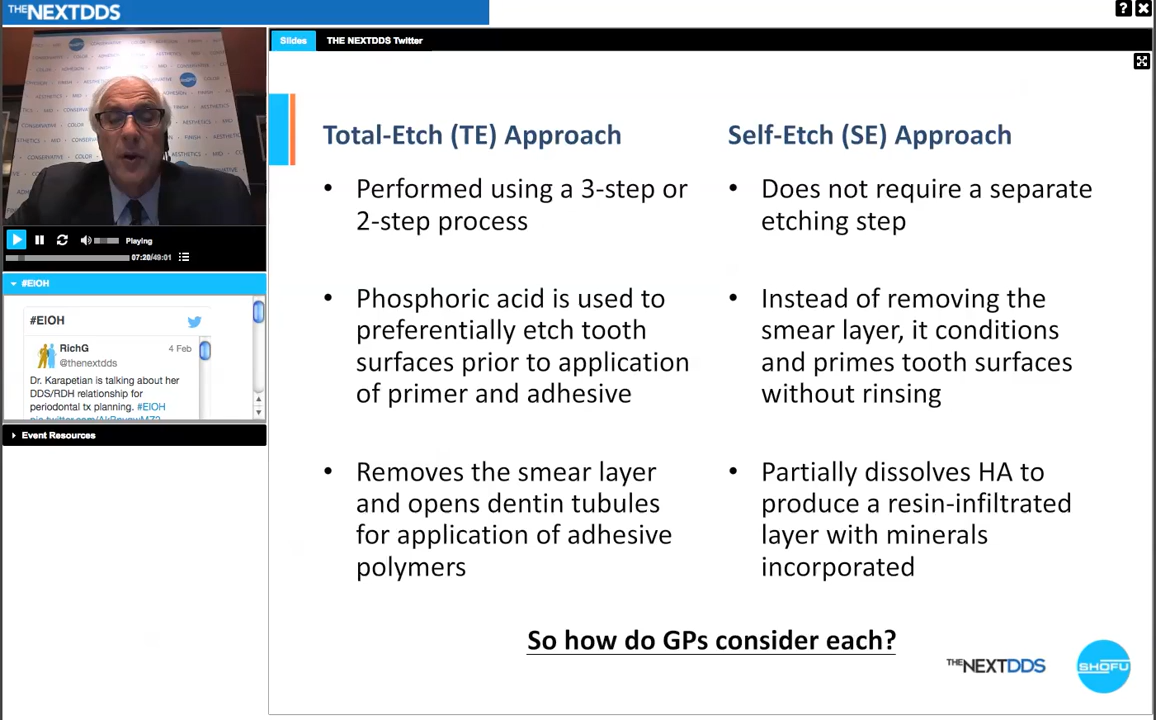 THENEXTDDS
? X
Slides THE NEXTDDS Twitter
Playing
07:20/49:01
#EIOH
#EIOH
RichG 4 Feb
@thenextdds
Dr. Karapetian is talking about her
DDS/RDH relationship for
periodontal tx planning. #EIOH
Event Resources
Total-Etch (TE) Approach
• Performed using a 3-step or
2-step process
• Phosphoric acid is used to
preferentially etch tooth
surfaces prior to application
of primer and adhesive
• Removes the smear layer
and opens dentin tubules
for application of adhesive
polymers
Self-Etch (SE) Approach
• Does not require a separate
etching step
• Instead of removing the
smear layer, it conditions
and primes tooth surfaces
without rinsing
• Partially dissolves HA to
produce a resin-infiltrated
layer with minerals
incorporated
So how do GPs consider each?
THENEXTDDS
SHOFU